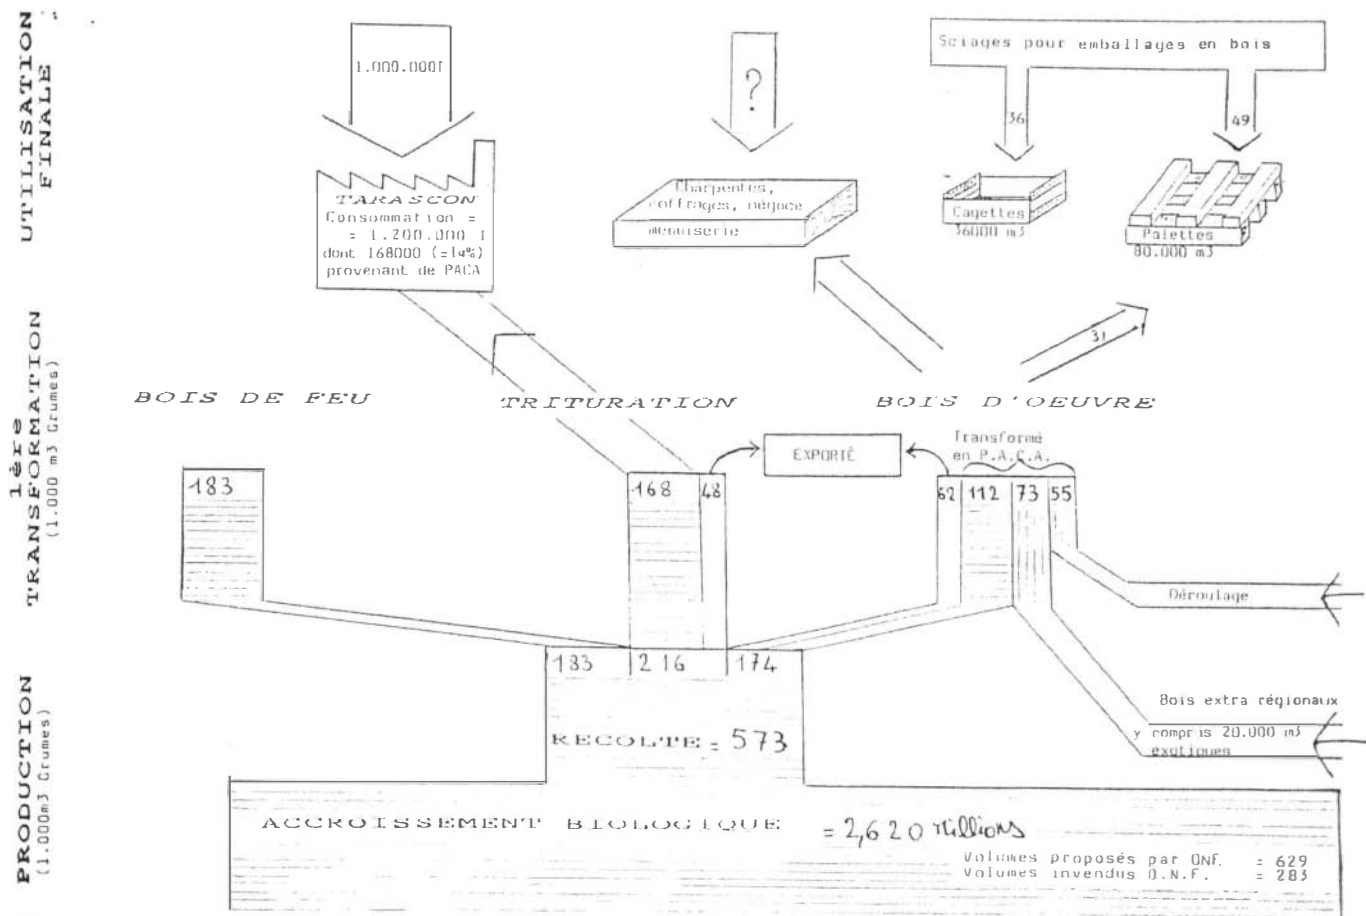 UTILISATION
FINALE
1.000.000T
?
Sciages pour emballages en bois
36
49
TARASCON
Consommation =
= 1.200.000 T
dont 168000 (=14%)
provenant de PACA
Charpentes,
coffrages, négoce
menuiserie
Cagettes
36000 m3
Palettes
80.000 m3
31
1ère
TRANSFORMATION
(1.000 m3 Grumes)
BOIS DE FEU
TRITURATION
BOIS D'OEUVRE
EXPORTÉ
Transformé
en P.A.C.A.
183
168
48
62
112
73
55
Déroulage
PRODUCTION
(1.000m3 Grumes)
183
216
174
Bois extra régionaux
y compris 20.000 m3
exotiques
RECOLTE = 573
ACCROISSEMENT BIOLOGIQUE = 2,620 Millions
Volumes proposés par ONF. = 629
Volumes invendus O.N.F. = 283